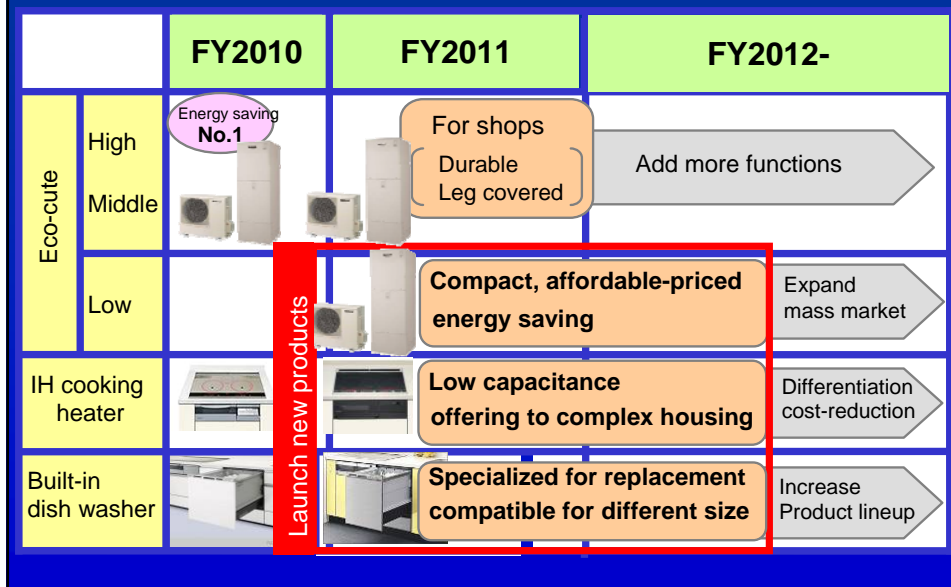 FY2010
FY2011
FY2012-
Eco-cute
High
Middle
Energy saving
No.1
For shops
Durable
Leg covered
Add more functions
Launch new products
Low
Compact, affordable-priced
energy saving
Expand
mass market
IH cooking
heater
Low capacitance
offering to complex housing
Differentiation
cost-reduction
Built-in
dish washer
Specialized for replacement
compatible for different size
Increase
Product lineup